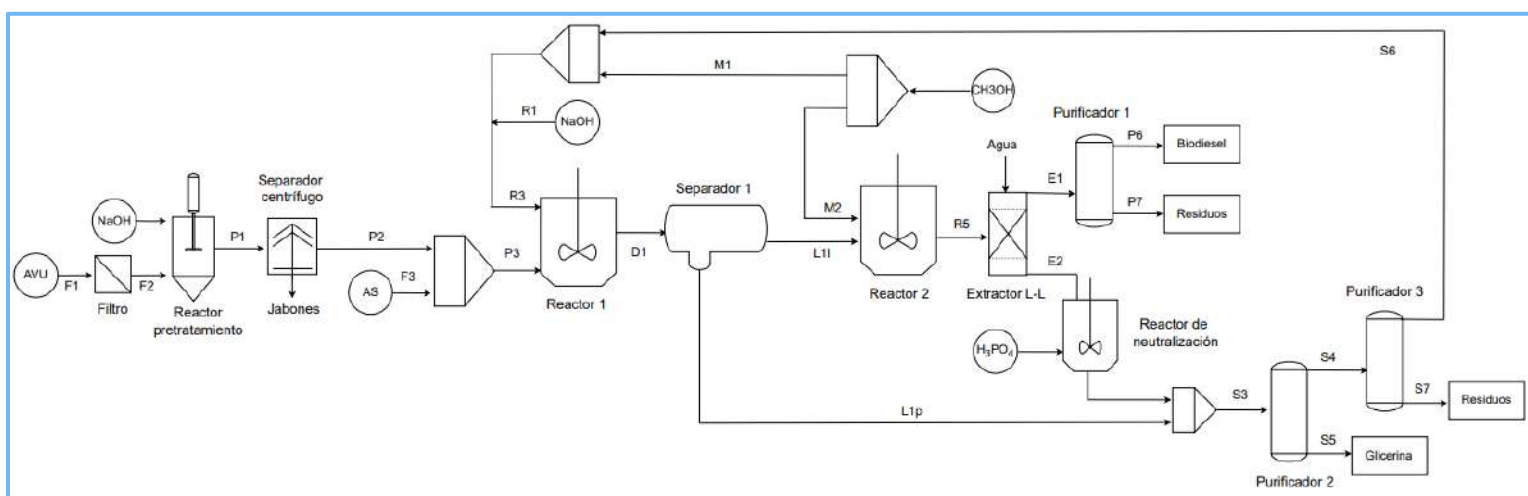 S6
M1
CH3OH
R1
NaOH
Purificador 1
P6
Biodiesel
Agua
E1
Separador
centrífugo
Separador 1
P7
Residuos
NaOH
R3
M2
P1
P2
P3
D1
L1l
R5
AVU
F1
F2
F3
AS
E2
Filtro
Jabones
Reactor 1
Reactor 2
Extractor L-L
Purificador 3
Reactor
pretratamiento
Reactor de
neutralización
H3PO4
S4
S7
Residuos
L1p
S3
S5
Glicerina
Purificador 2